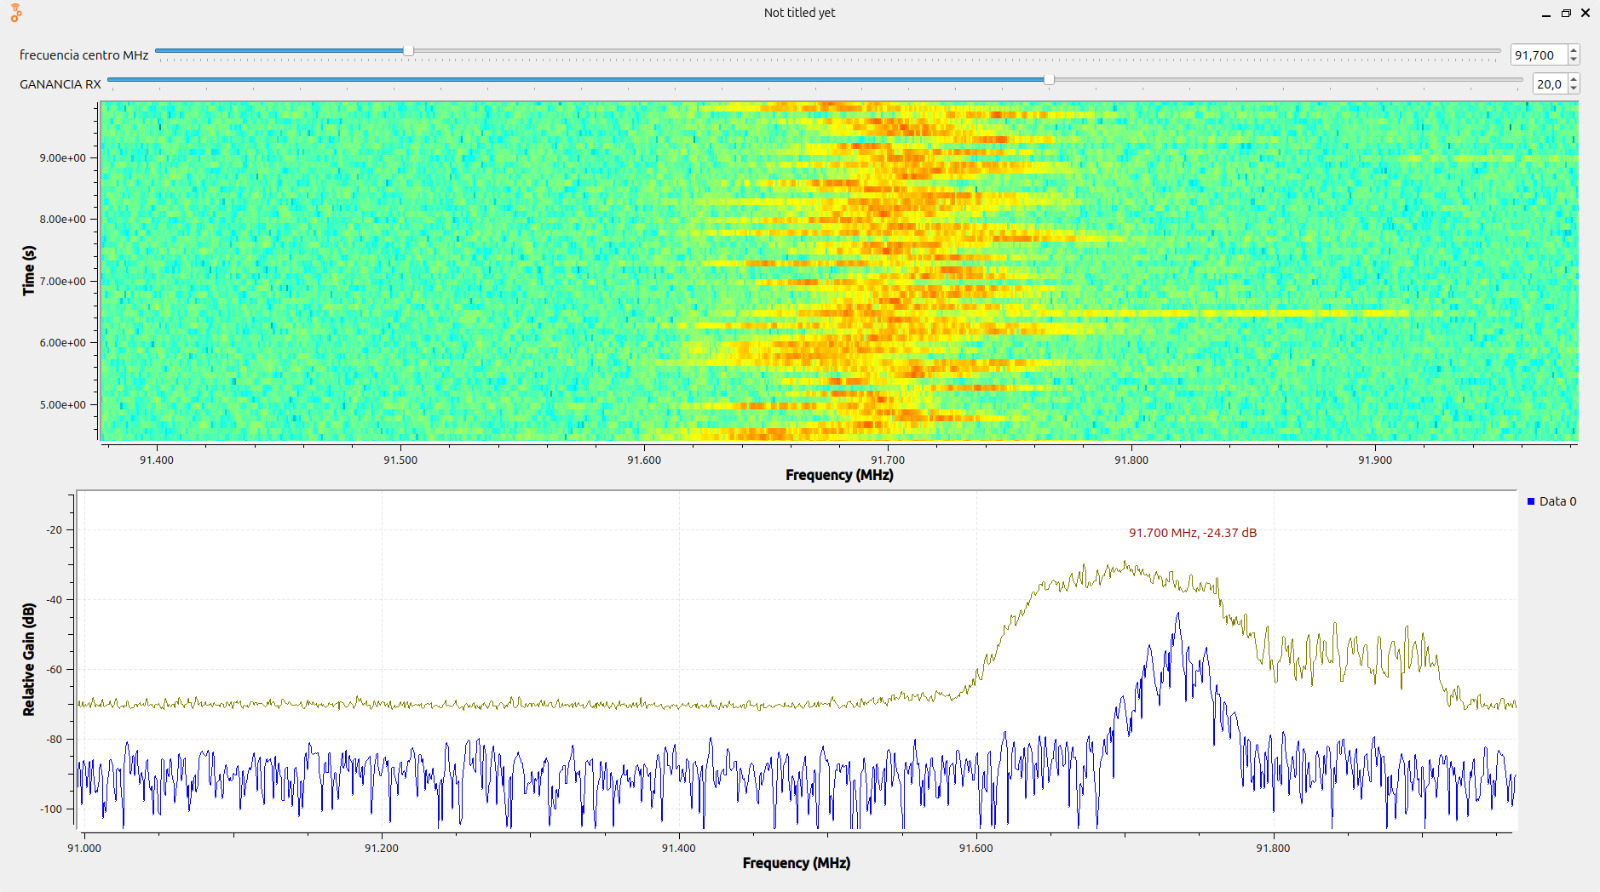 Not titled yet
frecuencia centro MHz
91,700
GANANCIA RX
20,0
9.00e+00
8.00e+00
7.00e+00
6.00e+00
5.00e+00
Time (s)
91.400 91.500 91.600 91.700 91.800 91.900
Frequency (MHz)
Data 0
91.700 MHz, -24.37 dB
-20
-40
-60
-80
-100
Relative Gain (dB)
91.000 91.200 91.400 91.600 91.800
Frequency (MHz)